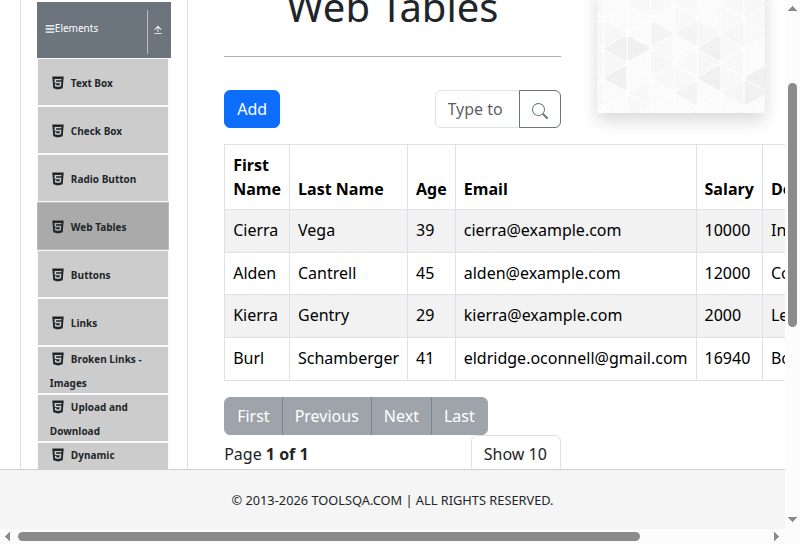 Web Tables
Elements
Text Box
Check Box
Radio Button
Web Tables
Buttons
Links
Broken Links -
Images
Upload and
Download
Dynamic
Add
Type to
First Name Last Name Age Email Salary
Cierra Vega 39 cierra@example.com 10000 In
Alden Cantrell 45 alden@example.com 12000
Kierra Gentry 29 kierra@example.com 2000 Le
Burl Schamberger 41 eldridge.oconnell@gmail.com 16940
First Previous Next Last
Page 1 of 1 Show 10
© 2013-2026 TOOLSQA.COM | ALL RIGHTS RESERVED.